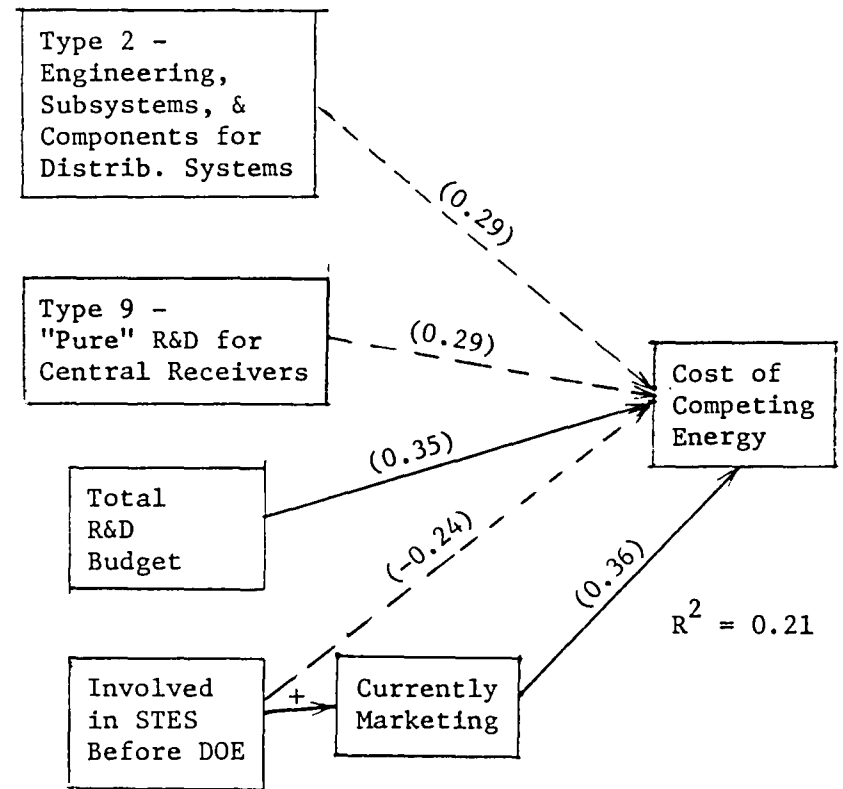 Type 2 -
Engineering,
Subsystems, &
Components for
Distrib. Systems
(0.29)
Type 9 -
"Pure" R&D for
Central Receivers
(0.29)
Cost of
Competing
Energy
Total
R&D
Budget
(0.35)
(-0.24)
(0.36)
R² = 0.21
Involved
in STES
Before DOE
+
Currently
Marketing